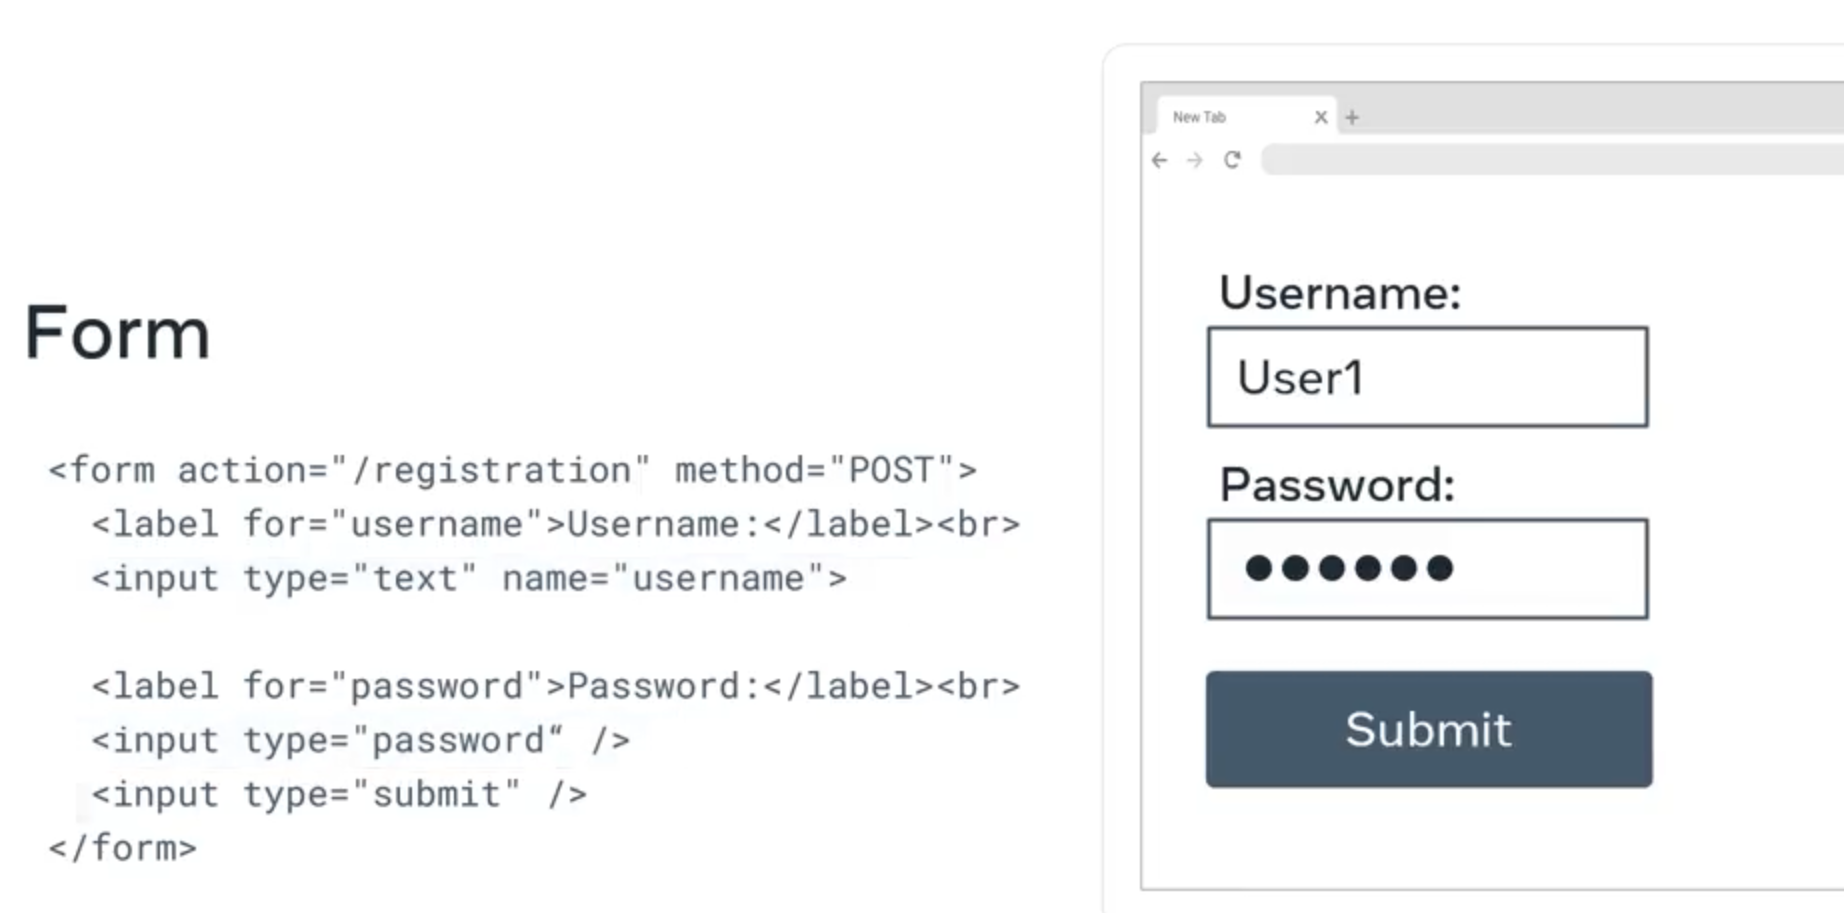 Form
<form action="/registration" method="POST">
<label for="username">Username:</label><br>
<input type="text" name="username">
<label for="password">Password:</label><br>
<input type="password“ />
<input type="submit" />
</form>
New Tab
Username:
User1
Password:
Submit